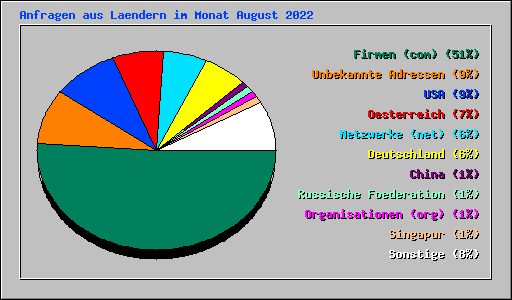 Anfragen aus Laendern im Monat August 2022
Firmen (com) (51%)
Unbekannte Adressen (9%)
USA (9%)
Oesterreich (7%)
Netzwerke (net) (6%)
Deutschland (6%)
China (1%)
Russische Foederation (1%)
Organisationen (org) (1%)
Singapur (1%)
Sonstige (8%)